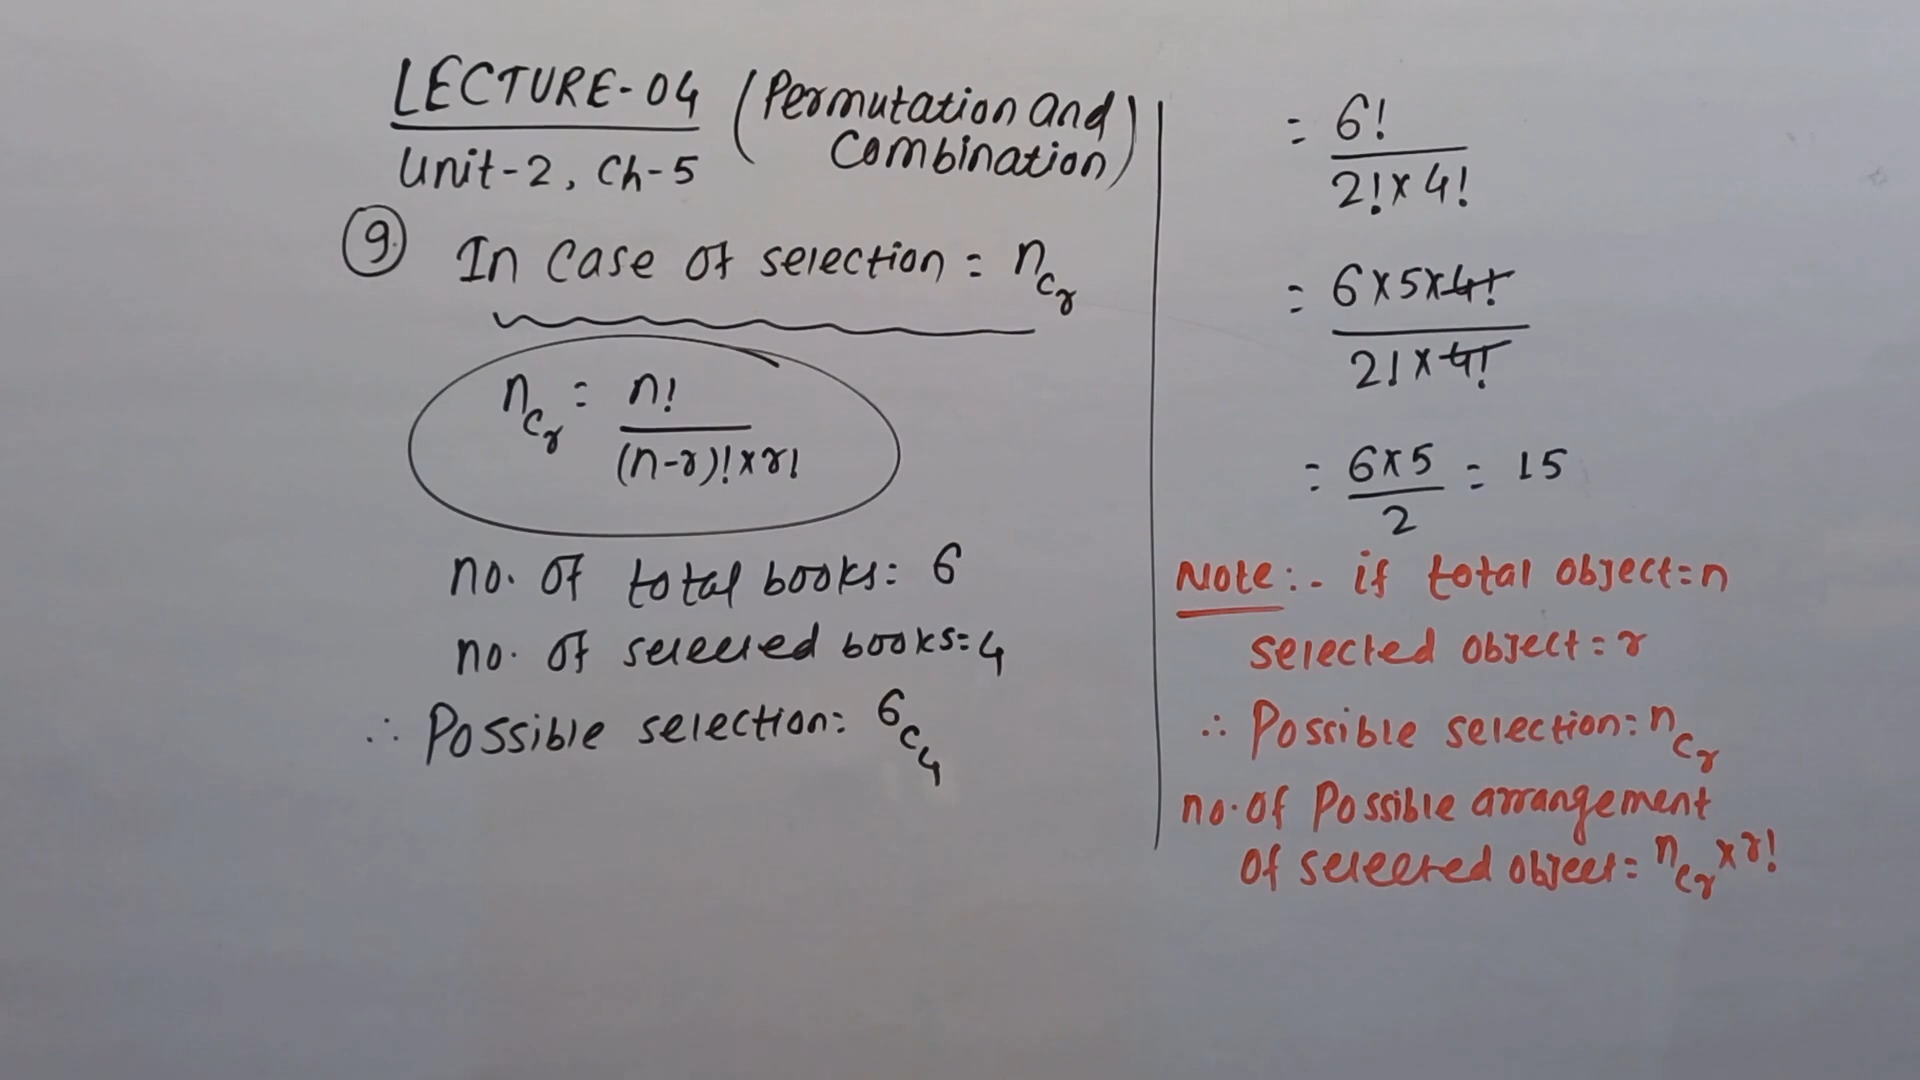 LECTURE-04 (Permutation and Combination)
Unit-2, Ch-5
9. In Case of selection = nCr
nCr = n! / (n-r)! × r!
no. of total books = 6
no. of selected books = 4
∴ Possible selection = 6C4
= 6! / 2! × 4!
= 6 × 5 × 4! / 2! × 4!
= 6 × 5 / 2 = 15
Note :- if total object = n
selected object = r
∴ Possible selection = nCr
no. of Possible arrangement
of selected object = nCr × r!